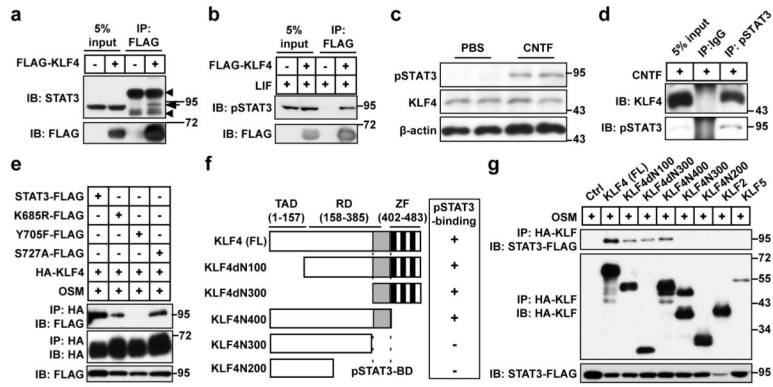 a
5% input
IP: FLAG
FLAG-KLF4 - + - +
IB: STAT3
95
72
IB: FLAG
b
5% input
IP: FLAG
FLAG-KLF4 - + - +
LIF + + + +
IB: pSTAT3
95
72
IB: FLAG
c
PBS CNTF
pSTAT3
95
KLF4
72
β-actin
d
5% input
IP:IgG
IP: pSTAT3
CNTF + + +
IB: KLF4
72
IB: pSTAT3
95
e
STAT3-FLAG +
K685R-FLAG +
Y705F-FLAG +
S727A-FLAG +
HA-KLF4 + + + +
OSM + + + +
IP: HA
IB: FLAG
95
72
IP: HA
IB: HA
IB: FLAG
95
f
TAD RD ZF
(1-157) (158-385) (402-483)
pSTAT3
-binding
KLF4 (FL) +
KLF4dN100 +
KLF4dN300 +
KLF4N400 +
KLF4N300 -
KLF4N200 -
pSTAT3-BD
g
Ctrl
KLF4 (FL)
KLF4dN100
KLF4dN300
KLF4N400
KLF4N300
KLF4N200
KLF2
KLF5
OSM + + + + + + + + +
IP: HA-KLF
IB: STAT3-FLAG
95
72
55
43
34
26
IP: HA-KLF
IB: HA-KLF
IB: STAT3-FLAG
95